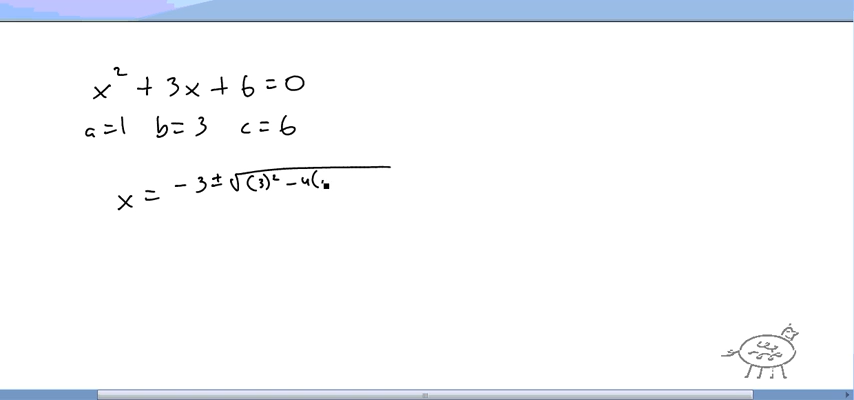 x² + 3x + 6 = 0
a = 1 b = 3 c = 6
x = - 3 ± √(3)² - 4(